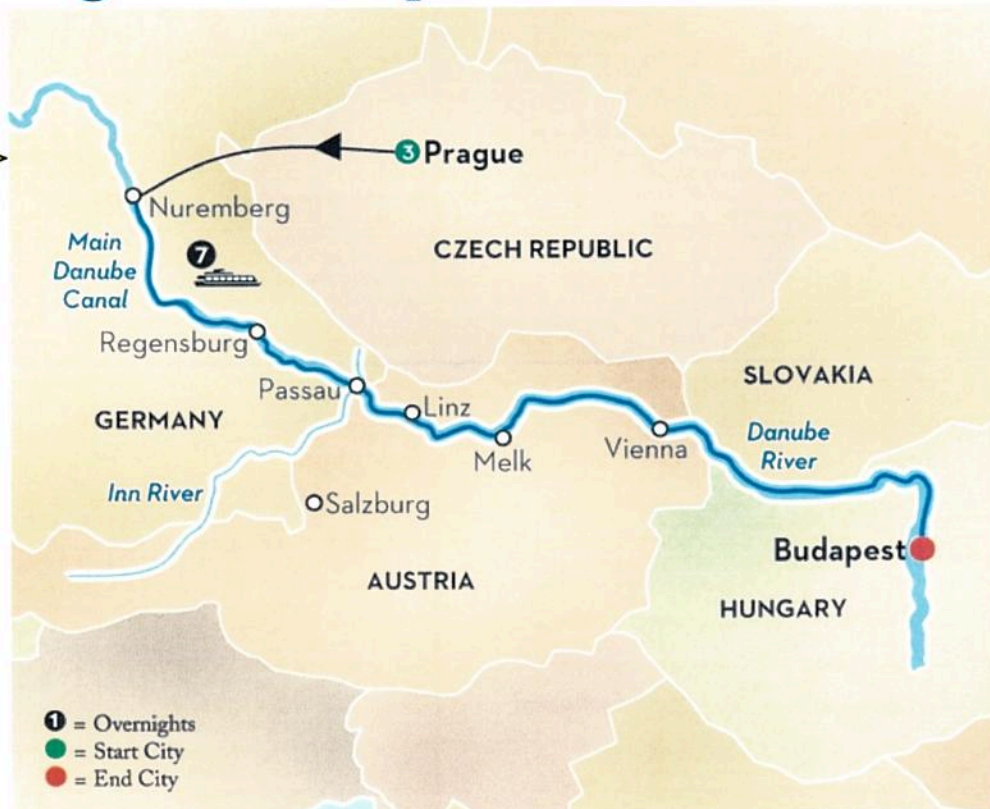 3 Prague
Nuremberg
7
Main
Danube
Canal
CZECH REPUBLIC
Regensburg
Passau
SLOVAKIA
GERMANY
Linz
Melk
Vienna
Danube
River
Inn River
Salzburg
Budapest
AUSTRIA
HUNGARY
1 = Overnights
= Start City
= End City